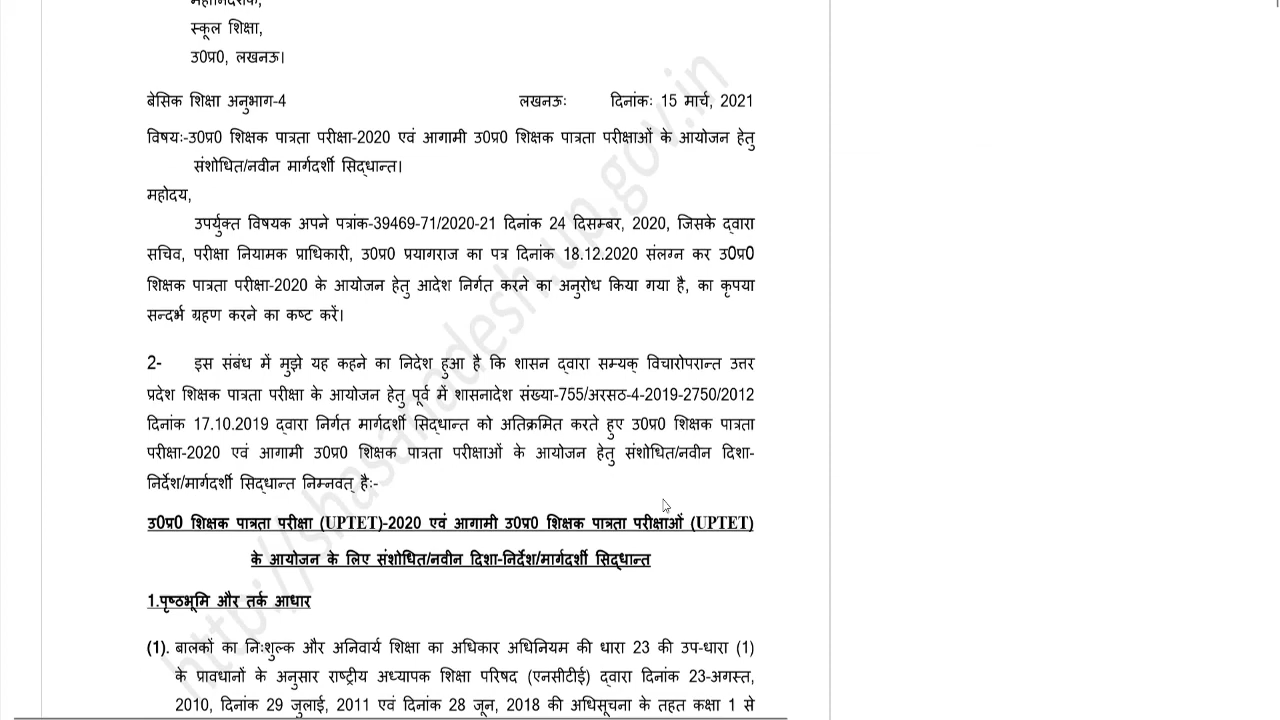 महानिदेशक,
स्कूल शिक्षा,
उ0प्र0, लखनऊ।
बेसिक शिक्षा अनुभाग-4 लखनऊः दिनांकः 15 मार्च, 2021
विषयः-उ0प्र0 शिक्षक पात्रता परीक्षा-2020 एवं आगामी उ0प्र0 शिक्षक पात्रता परीक्षाओं के आयोजन हेतु
संशोधित/नवीन मार्गदर्शी सिद्धान्त।
महोदय,
उपर्युक्त विषयक अपने पत्रांक-39469-71/2020-21 दिनांक 24 दिसम्बर, 2020, जिसके द्वारा
सचिव, परीक्षा नियामक प्राधिकारी, उ0प्र0 प्रयागराज का पत्र दिनांक 18.12.2020 संलग्न कर उ0प्र0
शिक्षक पात्रता परीक्षा-2020 के आयोजन हेतु आदेश निर्गत करने का अनुरोध किया गया है, का कृपया
सन्दर्भ ग्रहण करने का कष्ट करें।
2- इस संबंध में मुझे यह कहने का निदेश हुआ है कि शासन द्वारा सम्यक् विचारोपरान्त उत्तर
प्रदेश शिक्षक पात्रता परीक्षा के आयोजन हेतु पूर्व में शासनादेश संख्या-755/अरसठ-4-2019-2750/2012
दिनांक 17.10.2019 द्वारा निर्गत मार्गदर्शी सिद्धान्त को अतिक्रमित करते हुए उ0प्र0 शिक्षक पात्रता
परीक्षा-2020 एवं आगामी उ0प्र0 शिक्षक पात्रता परीक्षाओं के आयोजन हेतु संशोधित/नवीन दिशा-
निर्देश/मार्गदर्शी सिद्धान्त निम्नवत् हैः-
उ0प्र0 शिक्षक पात्रता परीक्षा (UPTET)-2020 एवं आगामी उ0प्र0 शिक्षक पात्रता परीक्षाओं (UPTET)
के आयोजन के लिए संशोधित/नवीन दिशा-निर्देश/मार्गदर्शी सिद्धान्त
1.पृष्ठभूमि और तर्क आधार
(1). बालकों का निःशुल्क और अनिवार्य शिक्षा का अधिकार अधिनियम की धारा 23 की उप-धारा (1)
के प्रावधानों के अनुसार राष्ट्रीय अध्यापक शिक्षा परिषद (एनसीटीई) द्वारा दिनांक 23-अगस्त,
2010, दिनांक 29 जुलाई, 2011 एवं दिनांक 28 जून, 2018 की अधिसूचना के तहत कक्षा 1 से
http://shasanadesh.up.gov.in